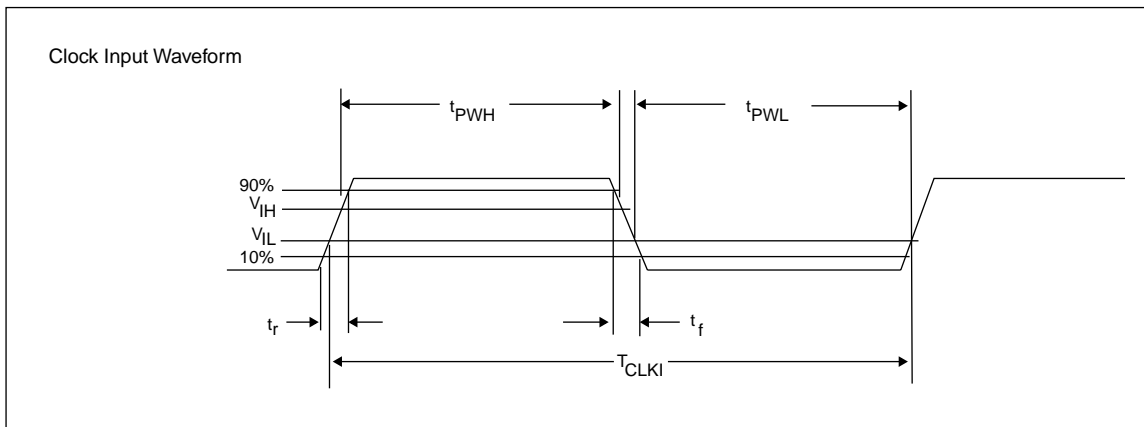 Clock Input Waveform
tPWH
tPWL
90%
VIH
VIL
10%
tr
tf
TCLKI